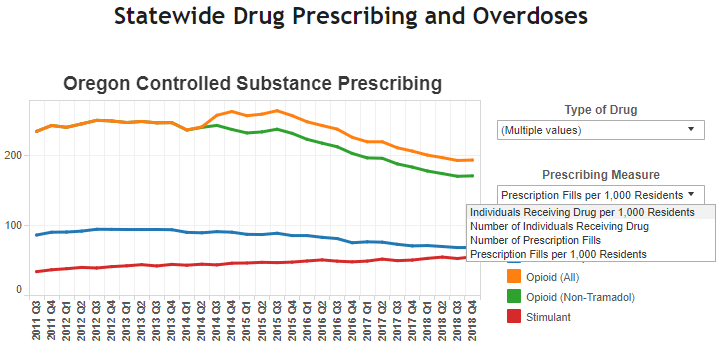 Statewide Drug Prescribing and Overdoses
Oregon Controlled Substance Prescribing
Type of Drug
(Multiple values)
Prescribing Measure
Prescription Fills per 1,000 Residents
Individuals Receiving Drug per 1,000 Residents
Number of Individuals Receiving Drug
Number of Prescription Fills
Prescription Fills per 1,000 Residents
Opioid (All)
Opioid (Non-Tramadol)
Stimulant
200
100
0
2011 Q3
2011 Q4
2012 Q1
2012 Q2
2012 Q3
2012 Q4
2013 Q1
2013 Q2
2013 Q3
2013 Q4
2014 Q1
2014 Q2
2014 Q3
2014 Q4
2015 Q1
2015 Q2
2015 Q3
2015 Q4
2016 Q1
2016 Q2
2016 Q3
2016 Q4
2017 Q1
2017 Q2
2017 Q3
2017 Q4
2018 Q1
2018 Q2
2018 Q3
2018 Q4